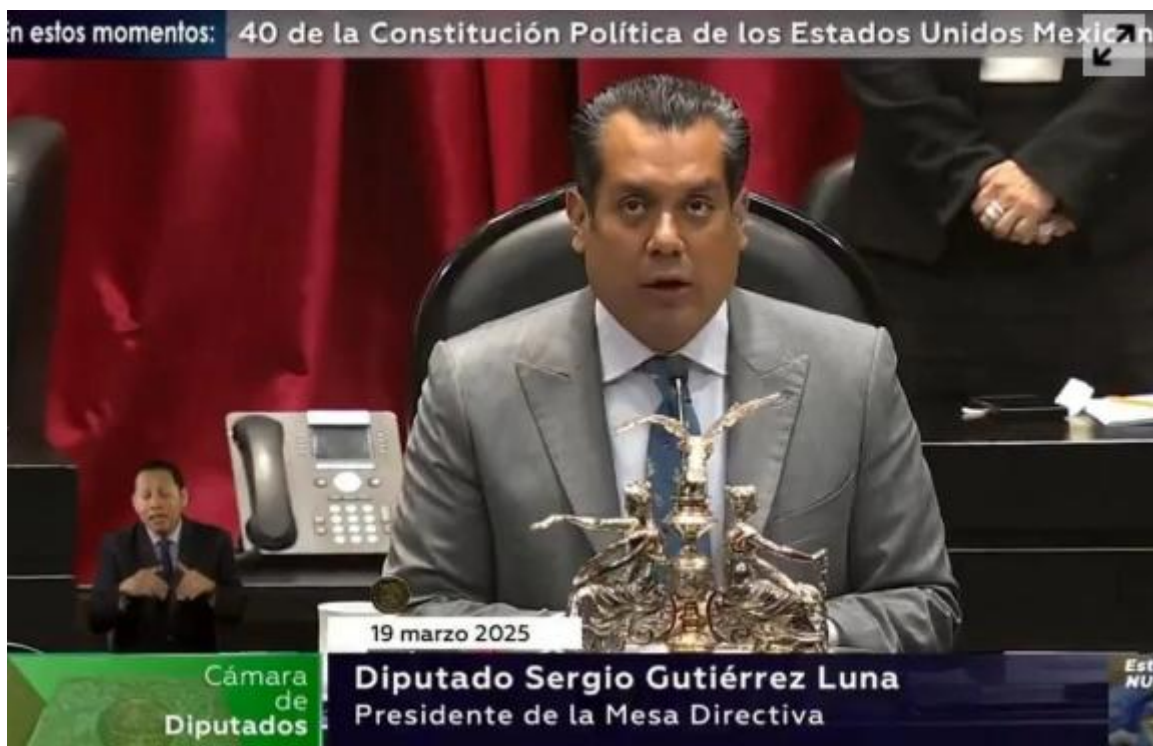 En estos momentos: 40 de la Constitución Política de los Estados Unidos
19 marzo 2025
Cámara
de
Diputados
Diputado Sergio Gutiérrez Luna
Presidente de la Mesa Directiva